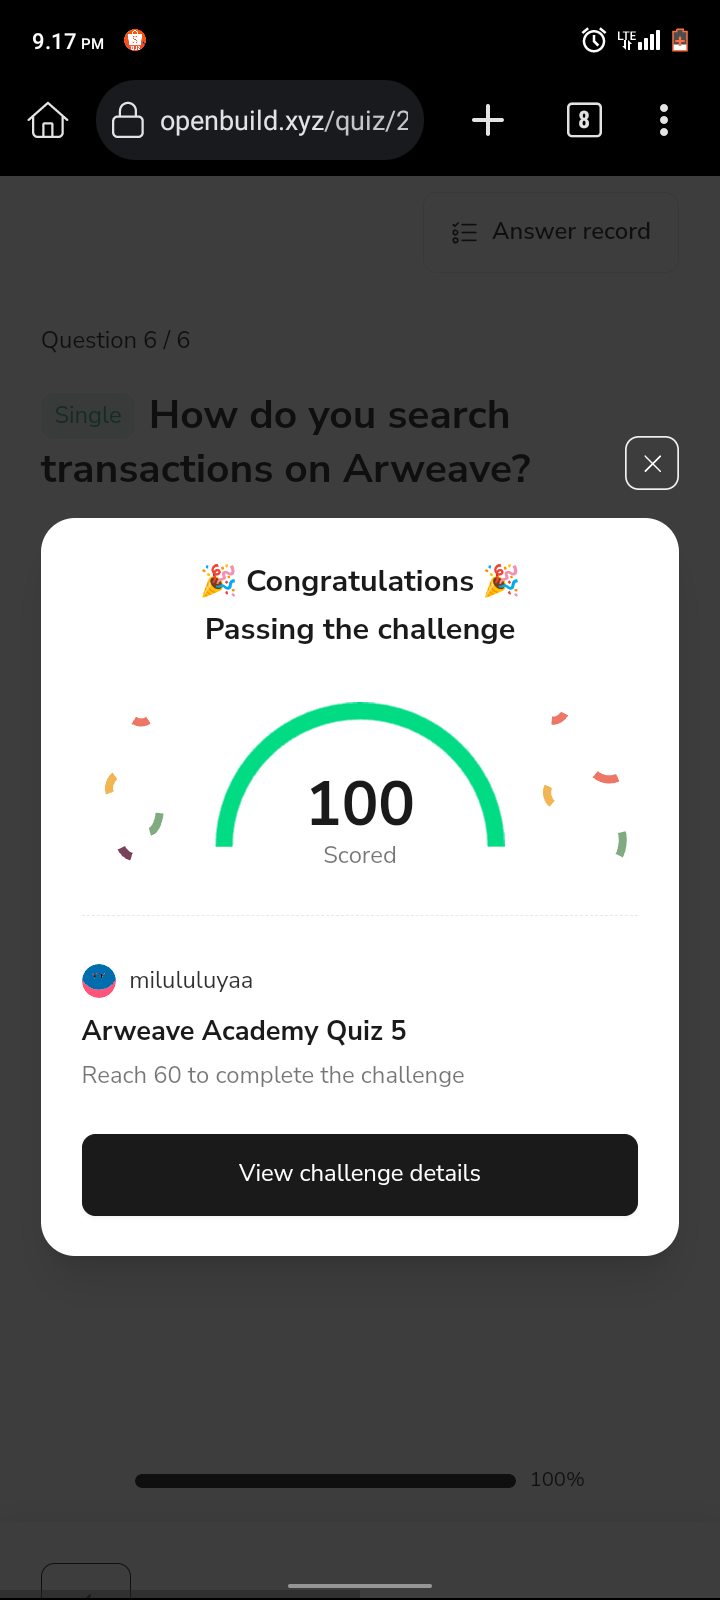 9.17 PM
LTE
openbuild.xyz/quiz/2
8
Answer record
Question 6 / 6
Single How do you search
transactions on Arweave?
🎉 Congratulations 🎉
Passing the challenge
100
Scored
milululuyaa
Arweave Academy Quiz 5
Reach 60 to complete the challenge
View challenge details
100%